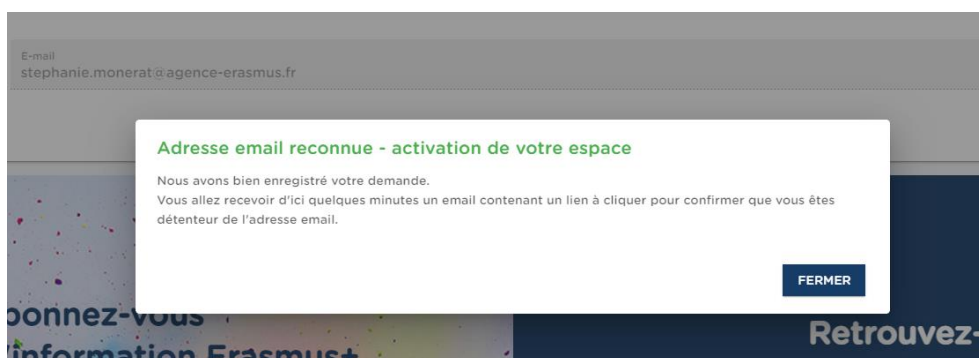 E-mail
stephanie.monerat@agence-erasmus.fr
Adresse email reconnue - activation de votre espace
Nous avons bien enregistré votre demande.
Vous allez recevoir d'ici quelques minutes un email contenant un lien à cliquer pour confirmer que vous êtes
détenteur de l'adresse email.
FERMER
bonnez-vous
'information Erasmus+
Retrouvez-